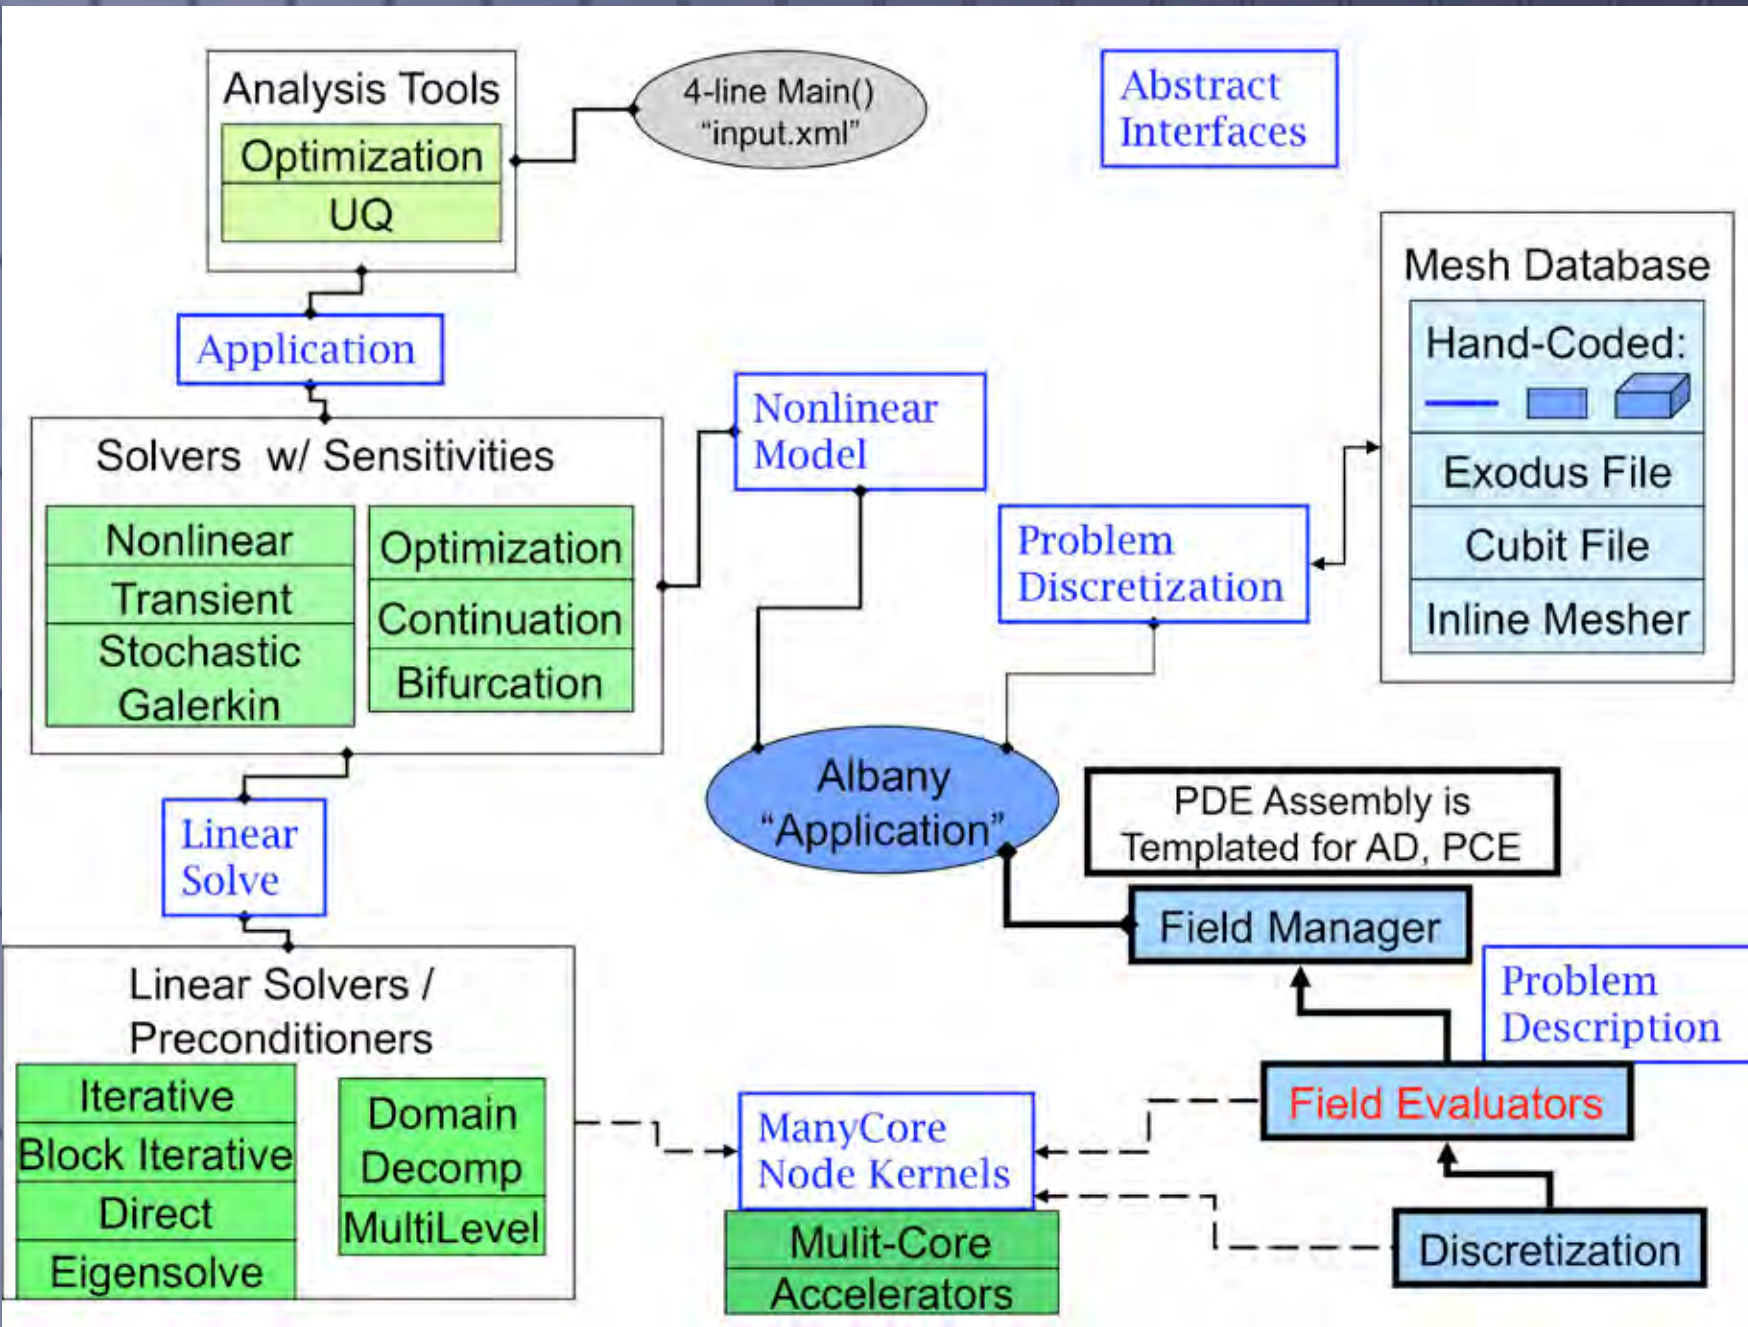 Analysis Tools
Optimization
UQ
4-line Main()
“input.xml”
Abstract
Interfaces
Application
Mesh Database
Hand-Coded:
Exodus File
Cubit File
Inline Mesher
Solvers w/ Sensitivities
Nonlinear
Transient
Stochastic
Galerkin
Optimization
Continuation
Bifurcation
Nonlinear
Model
Problem
Discretization
Albany
“Application”
PDE Assembly is
Templated for AD, PCE
Field Manager
Problem
Description
Field Evaluators
Discretization
Linear
Solve
Linear Solvers /
Preconditioners
Iterative
Block Iterative
Direct
Eigensolve
Domain
Decomp
MultiLevel
ManyCore
Node Kernels
Mulit-Core
Accelerators